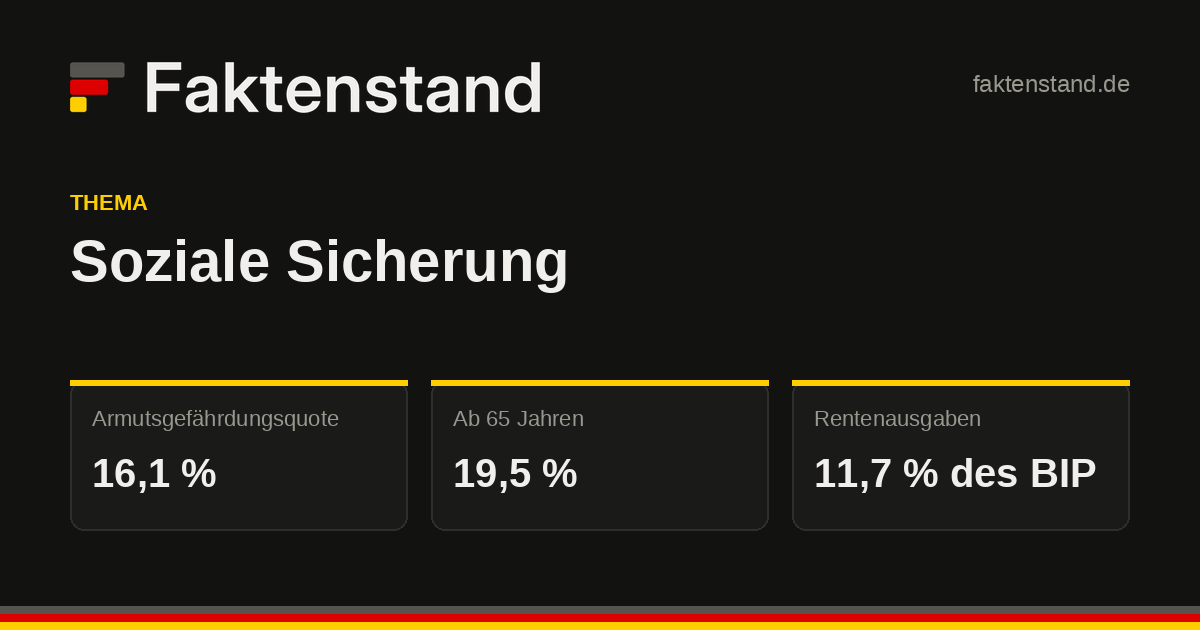 Faktenstand
faktenstand.de
THEMA
Soziale Sicherung
Armutsgefährdungsquote
16,1 %
Ab 65 Jahren
19,5 %
Rentenausgaben
11,7 % des BIP